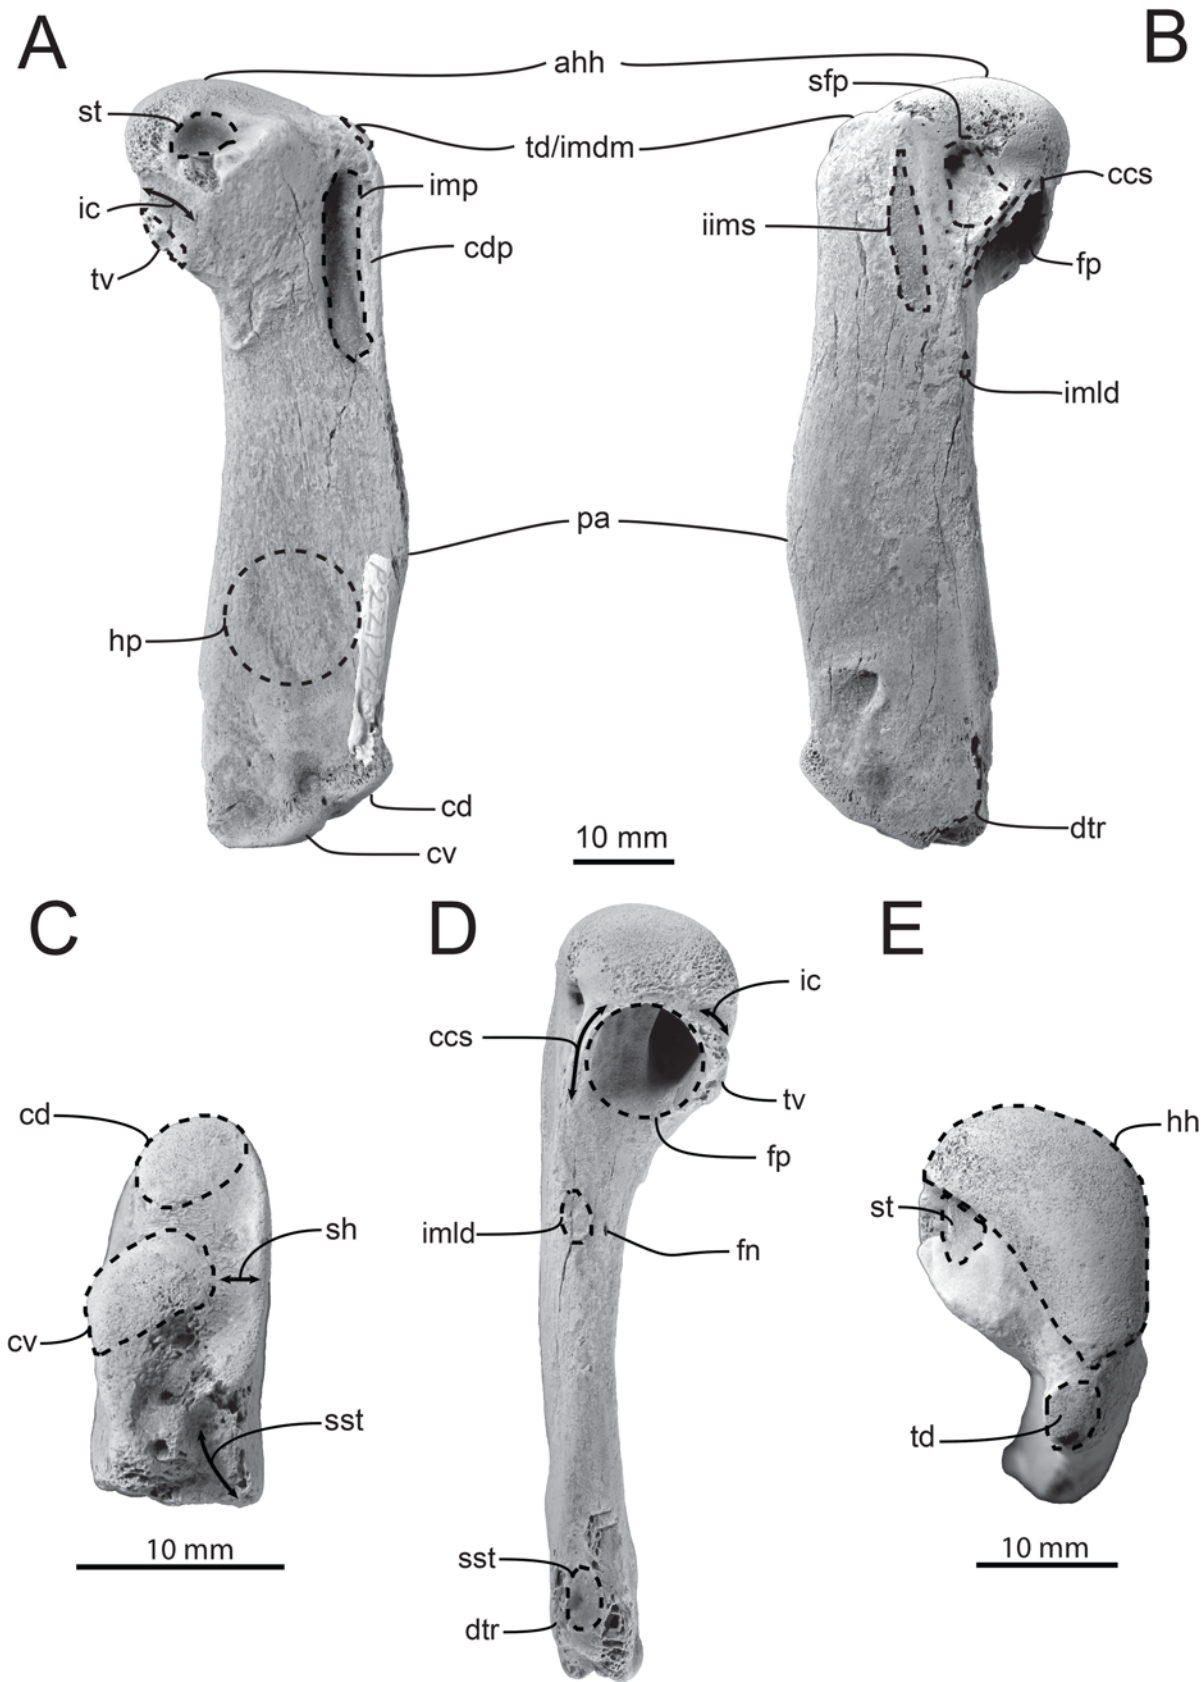 A
B
ahh
sfp
st
td/imdm
imp
ccs
ic
iims
cdp
fp
tv
imld
pa
hp
cd
dtr
cv
10 mm
C
D
E
ic
ccs
cd
tv
hh
fp
st
sh
imld
fn
cv
sst
td
10 mm
sst
10 mm
dtr